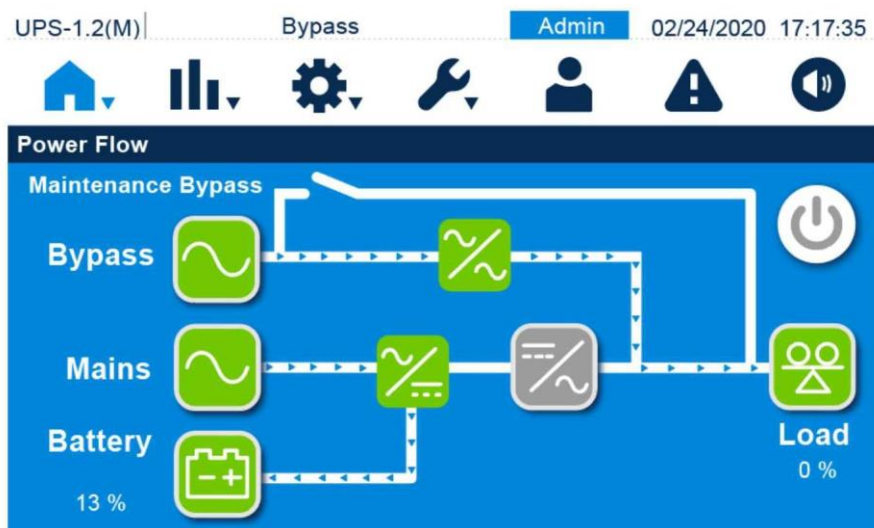 UPS-1.2(M) Bypass Admin 02/24/2020 17:17:35
Power Flow
Maintenance Bypass
Bypass
Mains
Battery
13 %
Load
0 %